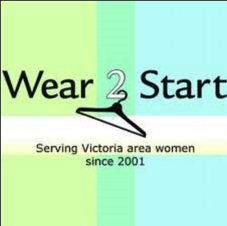 Wear 2 Start
Serving Victoria area women
since 2001